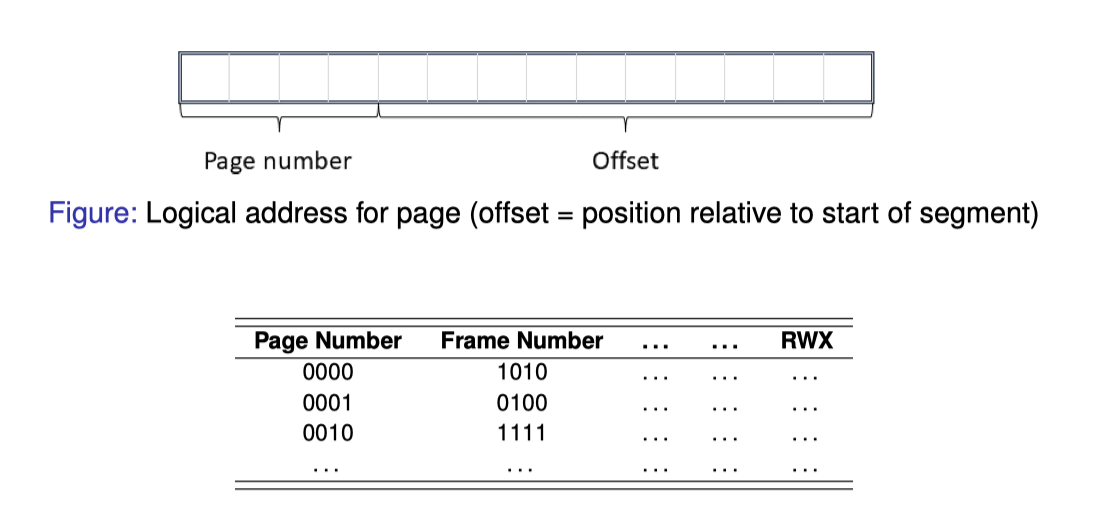 Page number Offset
Figure: Logical address for page (offset = position relative to start of segment)
Page Number Frame Number ... ... RWX
0000 1010 ... ... ...
0001 0100 ... ... ...
0010 1111 ... ... ...
... ... ... ... ...